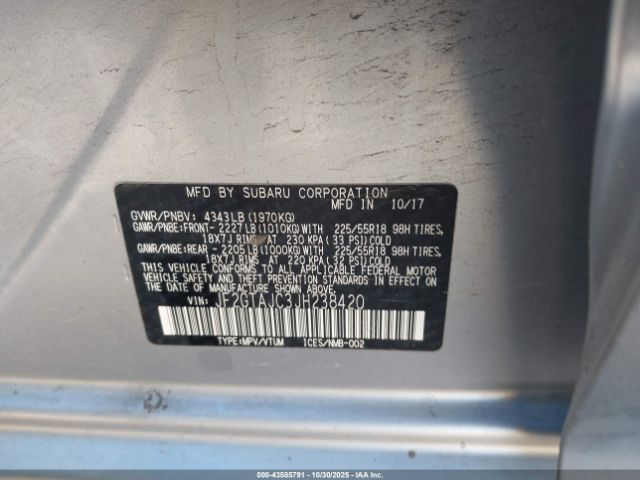 MFD BY SUBARU CORPORATION
MFD IN 10/17
GVWR/PNBV: 4343LB(1970KG)
GAWR/PNBE:FRONT- 2227LB(1010KG)WITH 225/55R18 98H TIRES,
18X7J RIMS AT 230 KPA(33 PSI)COLD
GAWR/PNBE:REAR - 2205LB(1000KG)WITH 225/55R18 98H TIRES,
18X7J RIMS AT 220 KPA(32 PSI)COLD
THIS VEHICLE CONFORMS TO ALL APPLICABLE FEDERAL MOTOR
VEHICLE SAFETY AND THEFT PREVENTION STANDARDS IN EFFECT ON
THE DATE OF MANUFACTURE SHOWN ABOVE.
VIN: JF2GTAJC3JH238420
TYPE:MPV/VTUM ICES/NMB-002
000-43585791 - 10/30/2025 - IAAI.COM